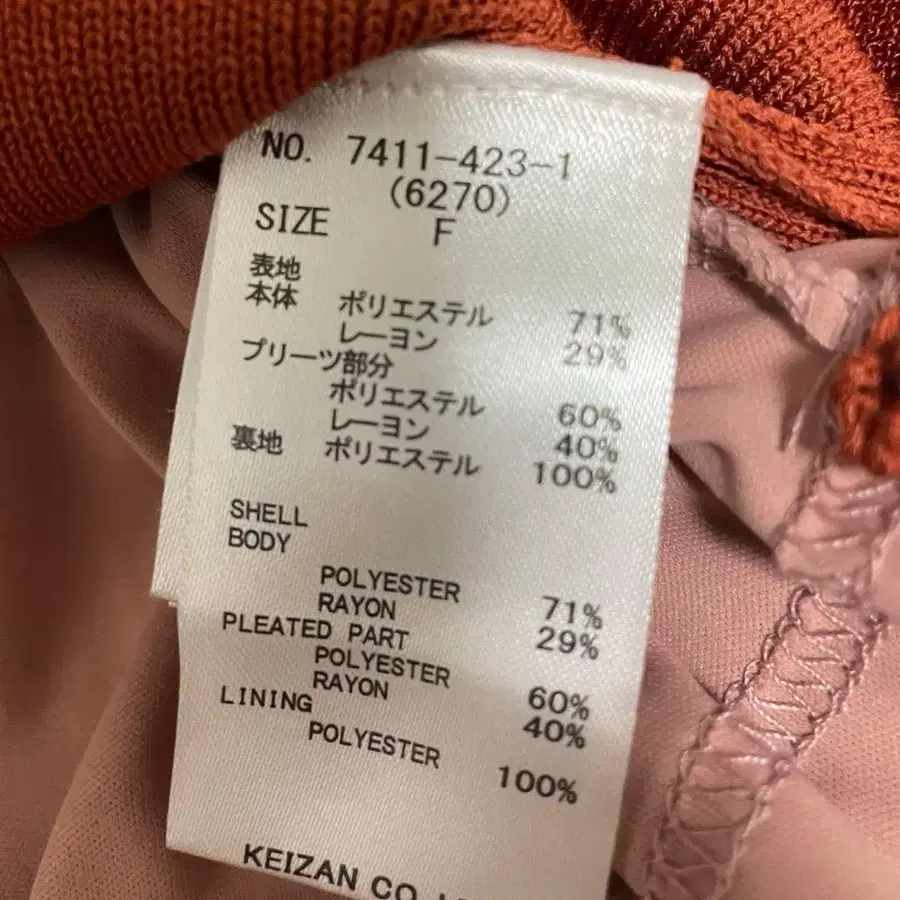 NO. 7411-423-1
(6270)
SIZE F
表地
本体 ポリエステル 71%
レーヨン 29%
プリーツ部分
ポリエステル 60%
レーヨン 40%
裏地 ポリエステル 100%
SHELL
BODY
POLYESTER 71%
RAYON 29%
PLEATED PART
POLYESTER 60%
RAYON 40%
LINING
POLYESTER 100%
KEIZAN CO.